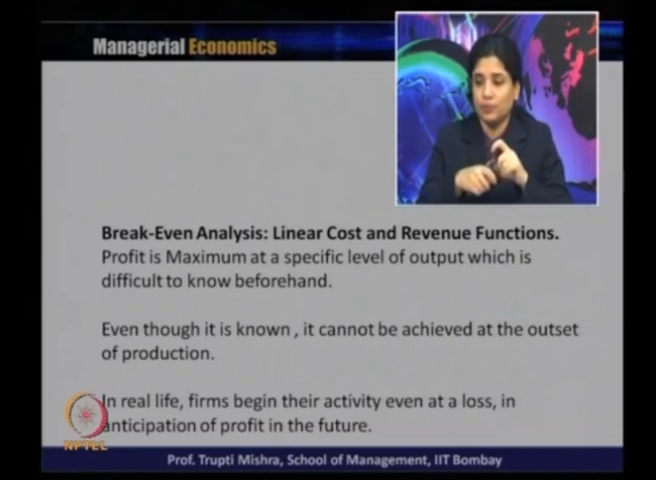 Managerial Economics
Break-Even Analysis: Linear Cost and Revenue Functions.
Profit is Maximum at a specific level of output which is
difficult to know beforehand.
Even though it is known , it cannot be achieved at the outset
of production.
In real life, firms begin their activity even at a loss, in
anticipation of profit in the future.
NPTEL
Prof. Trupti Mishra, School of Management, IIT Bombay